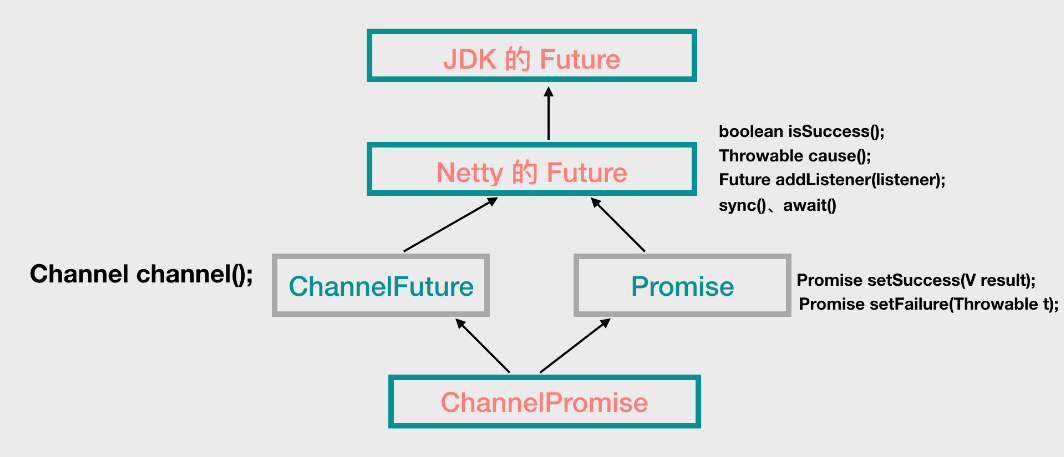 JDK 的 Future
boolean isSuccess();
Throwable cause();
Netty 的 Future
Future addListener(listener);
sync()、await()
Channel channel();
ChannelFuture
Promise
Promise setSuccess(V result);
Promise setFailure(Throwable t);
ChannelPromise